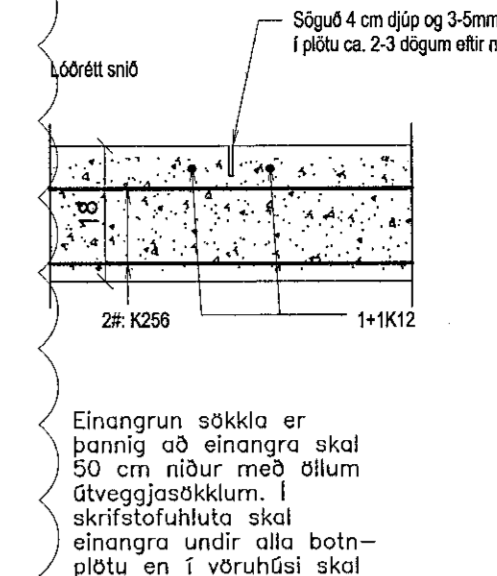 Söguð 4 cm djúp og 3-5mm
í plötu ca. 2-3 dögum eftir
Lóðrétt snið
18
2#: K256
1+1K12
Einangrun sökkla er
þannig að einangra skal
50 cm niður með öllum
útveggjasökklum. Í
skrifstofuhluta skal
einangra undir alla botn–
plötu en í vöruhúsi skal